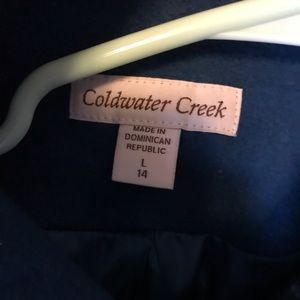 Coldwater Creek
MADE IN
DOMINICAN
REPUBLIC
L
14